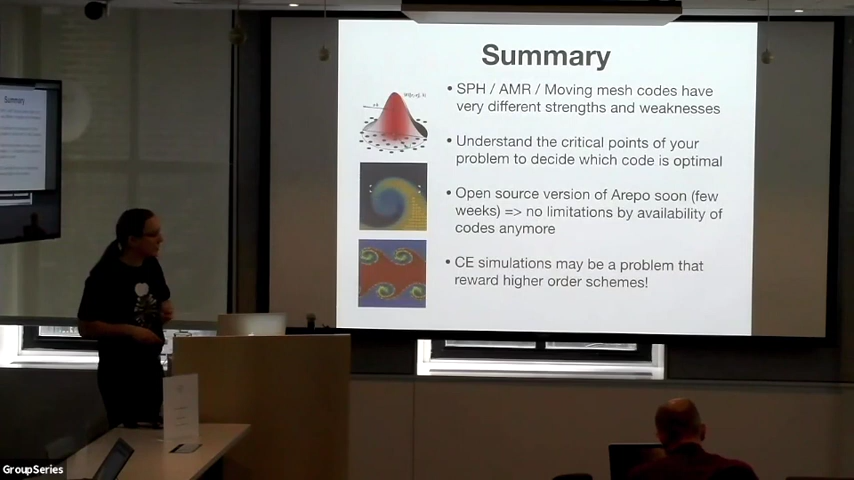 Summary
• SPH / AMR / Moving mesh codes have
very different strengths and weaknesses
• Understand the critical points of your
problem to decide which code is optimal
• Open source version of Arepo soon (few
weeks) => no limitations by availability of
codes anymore
• CE simulations may be a problem that
reward higher order schemes!
Summary
GroupSeries